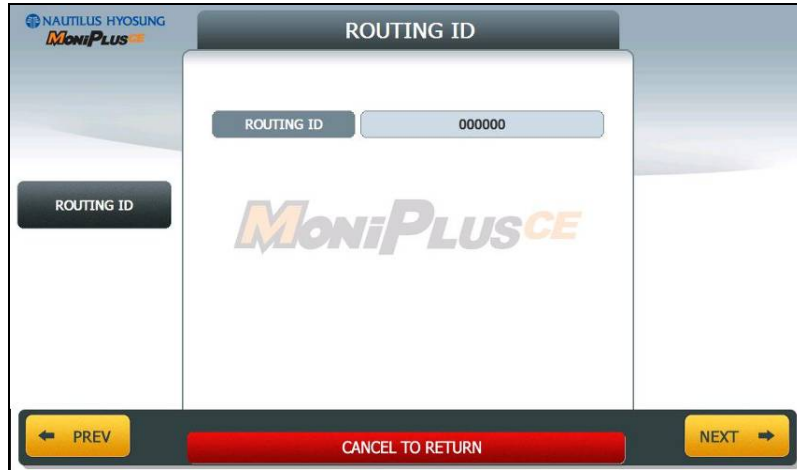 NAUTILUS HYOSUNG
MoniPlusCE
ROUTING ID
ROUTING ID 000000
ROUTING ID
MoniPlusCE
PREV
CANCEL TO RETURN
NEXT